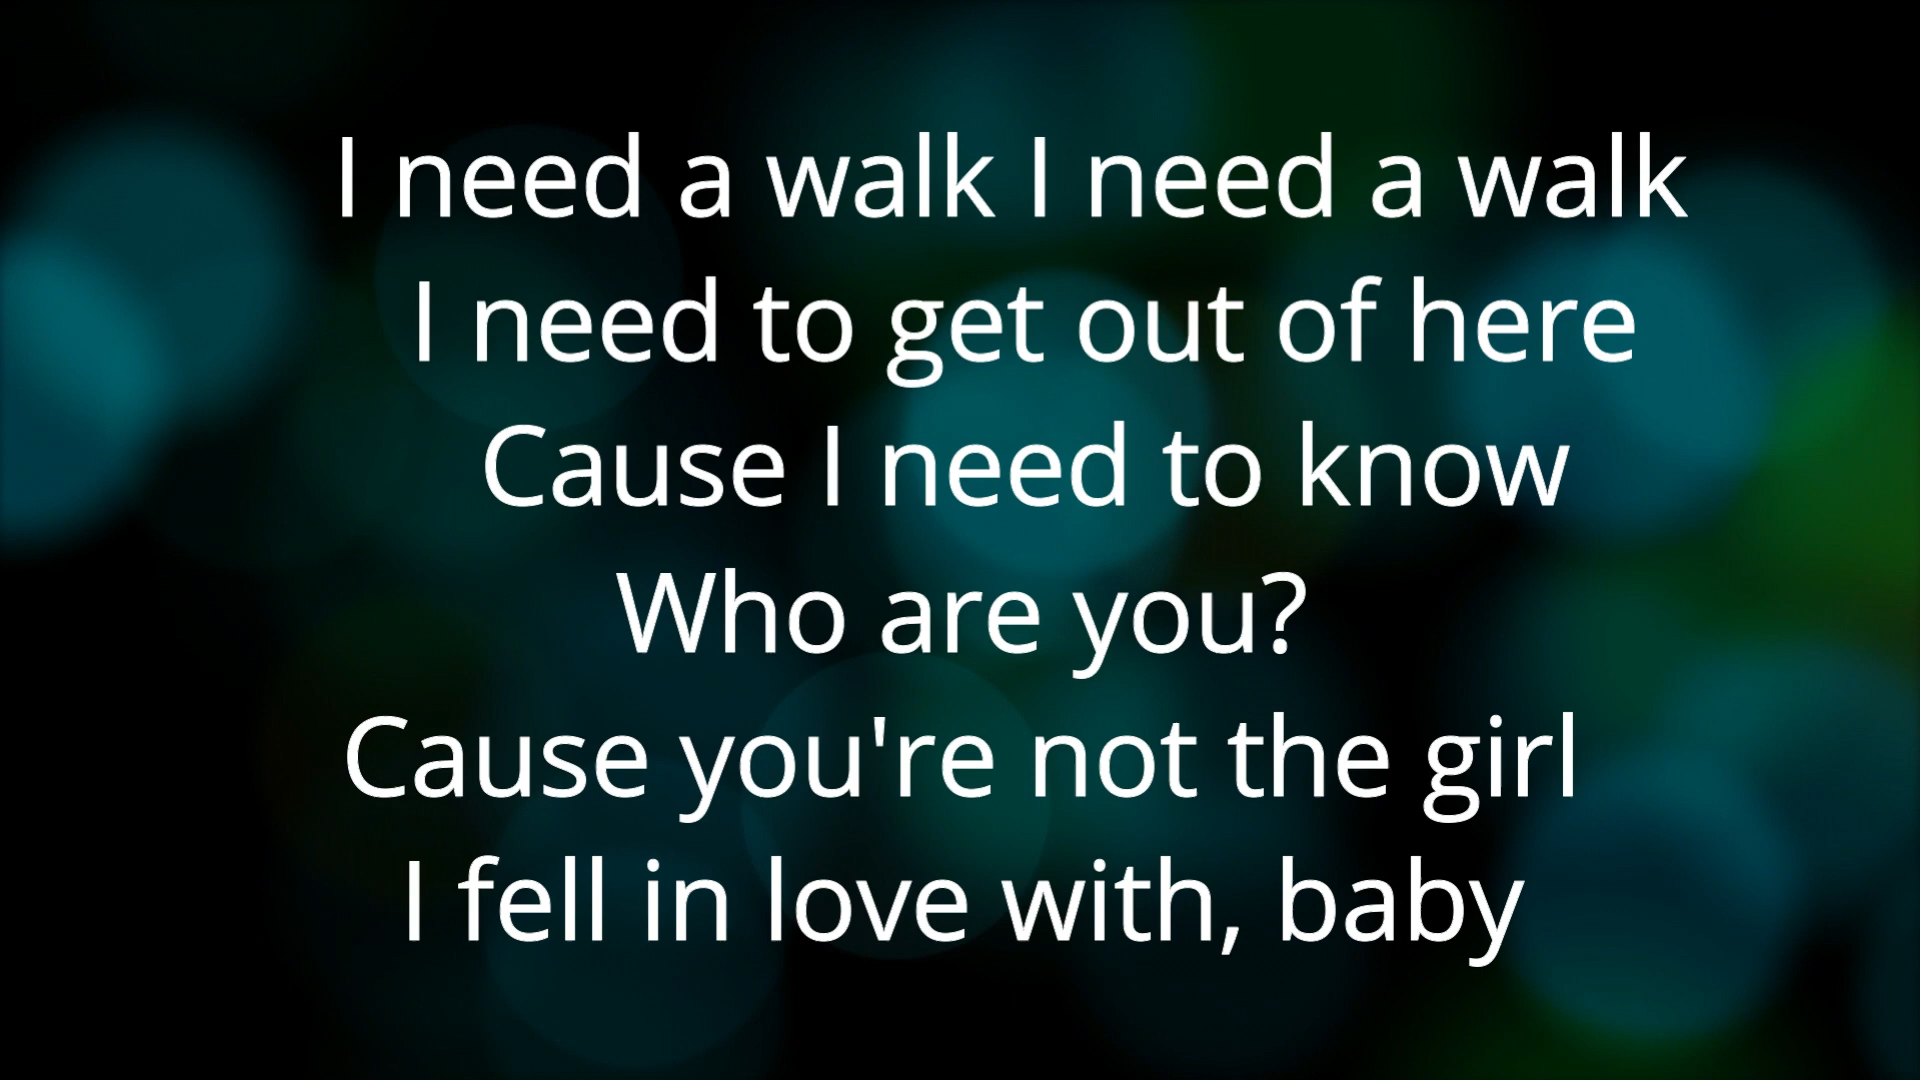 I need a walk I need a walk
I need to get out of here
Cause I need to know
Who are you?
Cause you're not the girl
I fell in love with, baby